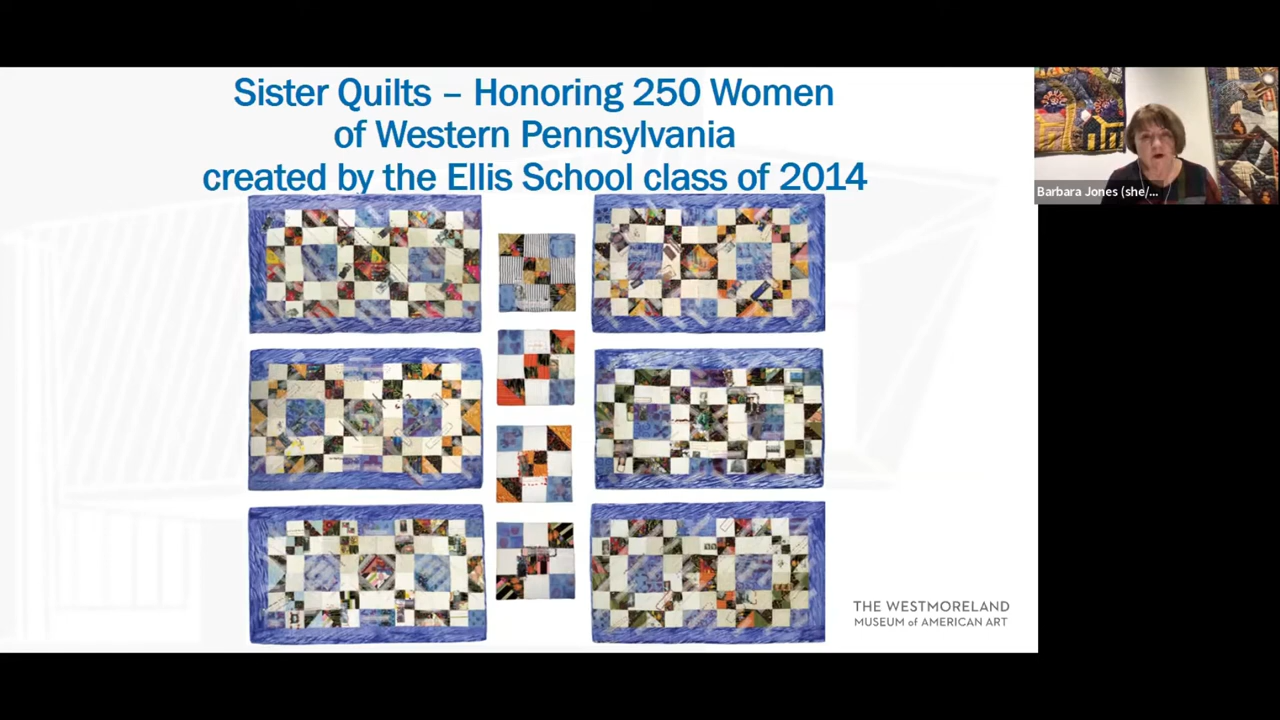 Sister Quilts – Honoring 250 Women
of Western Pennsylvania
created by the Ellis School class of 2014
Barbara Jones (she/...
THE WESTMORELAND
MUSEUM of AMERICAN ART